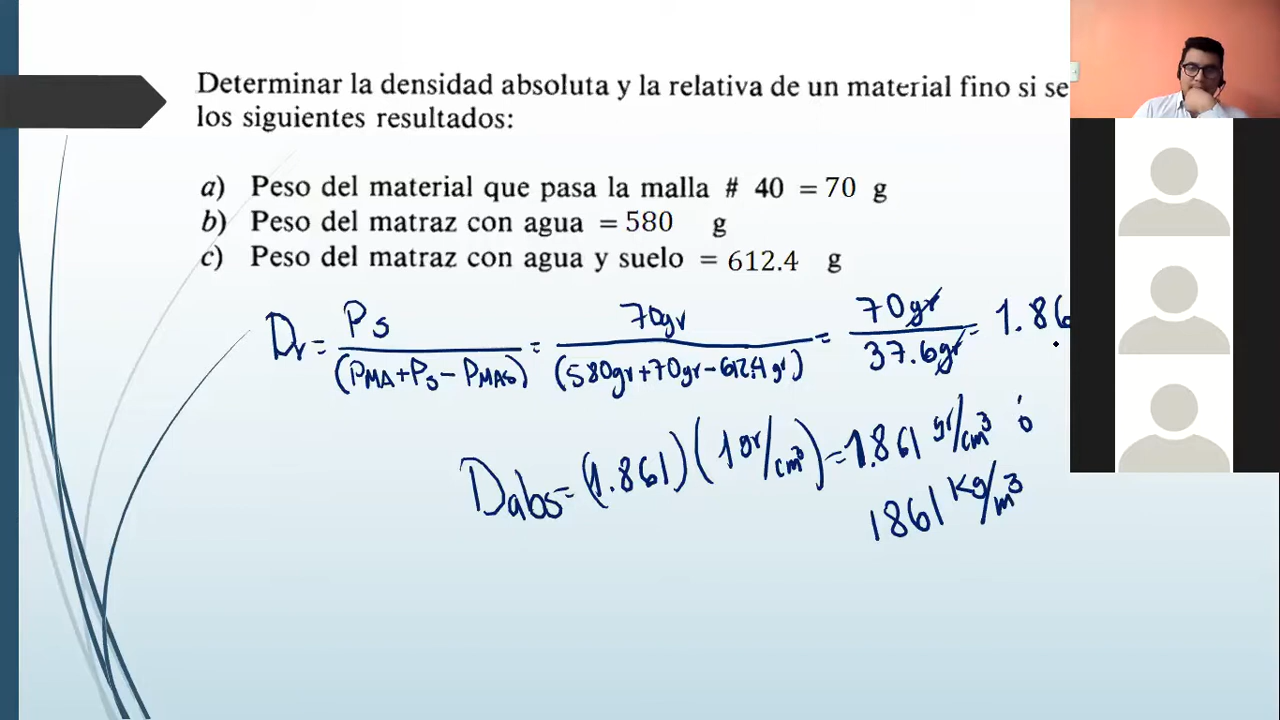 Determinar la densidad absoluta y la relativa de un material fino si se
los siguientes resultados:
a) Peso del material que pasa la malla # 40 = 70 g
b) Peso del matraz con agua = 580 g
c) Peso del matraz con agua y suelo = 612.4 g
Dr = Ps / (PMA+Ps-PMAS) = 70gr / (580gr+70gr-612.4gr) = 70gr / 37.6gr = 1.86
Dabs = (1.861)(1gr/cm³) = 1.861 gr/cm³ ó
1861 Kg/m³